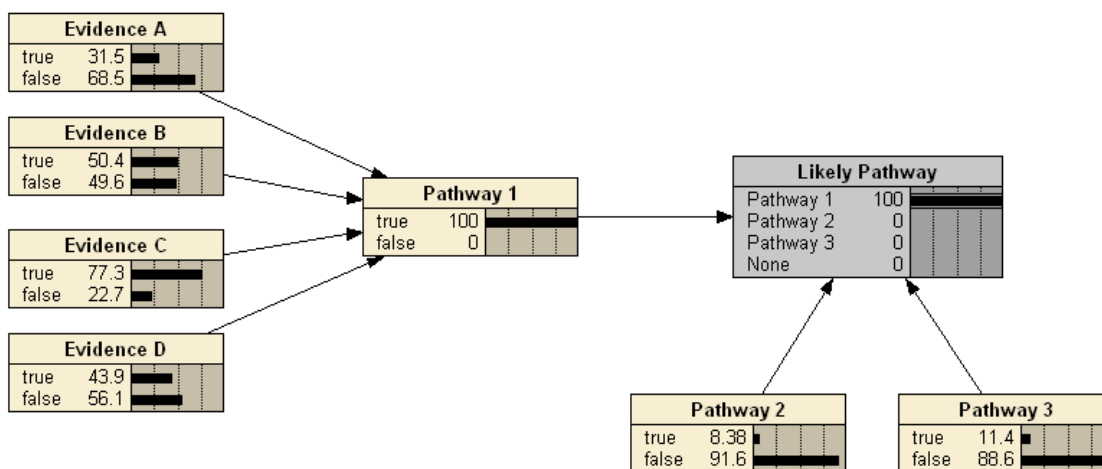 Evidence A
true 31.5
false 68.5
Evidence B
true 50.4
false 49.6
Evidence C
true 77.3
false 22.7
Evidence D
true 43.9
false 56.1
Pathway 1
true 100
false 0
Likely Pathway
Pathway 1 100
Pathway 2 0
Pathway 3 0
None 0
Pathway 2
true 8.38
false 91.6
Pathway 3
true 11.4
false 88.6